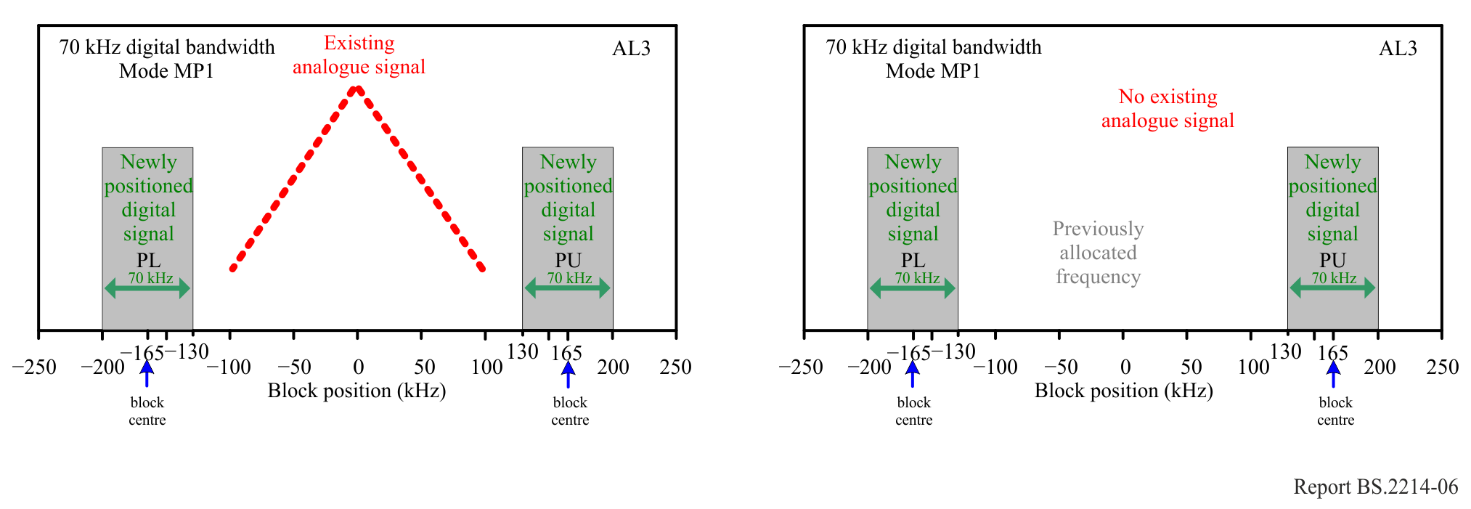 70 kHz digital bandwidth
Mode MP1
Existing
analogue signal
AL3
Newly
positioned
digital
signal
PL
70 kHz
Newly
positioned
digital
signal
PU
70 kHz
−165 −130 130 165
−250 −200 −100 −50 0 50 100 200 250
Block position (kHz)
block
centre
block
centre
70 kHz digital bandwidth
Mode MP1
No existing
analogue signal
AL3
Newly
positioned
digital
signal
PL
70 kHz
Previously
allocated
frequency
Newly
positioned
digital
signal
PU
70 kHz
−165 −130 130 165
−250 −200 −100 −50 0 50 100 200 250
Block position (kHz)
block
centre
block
centre
Report BS.2214-06